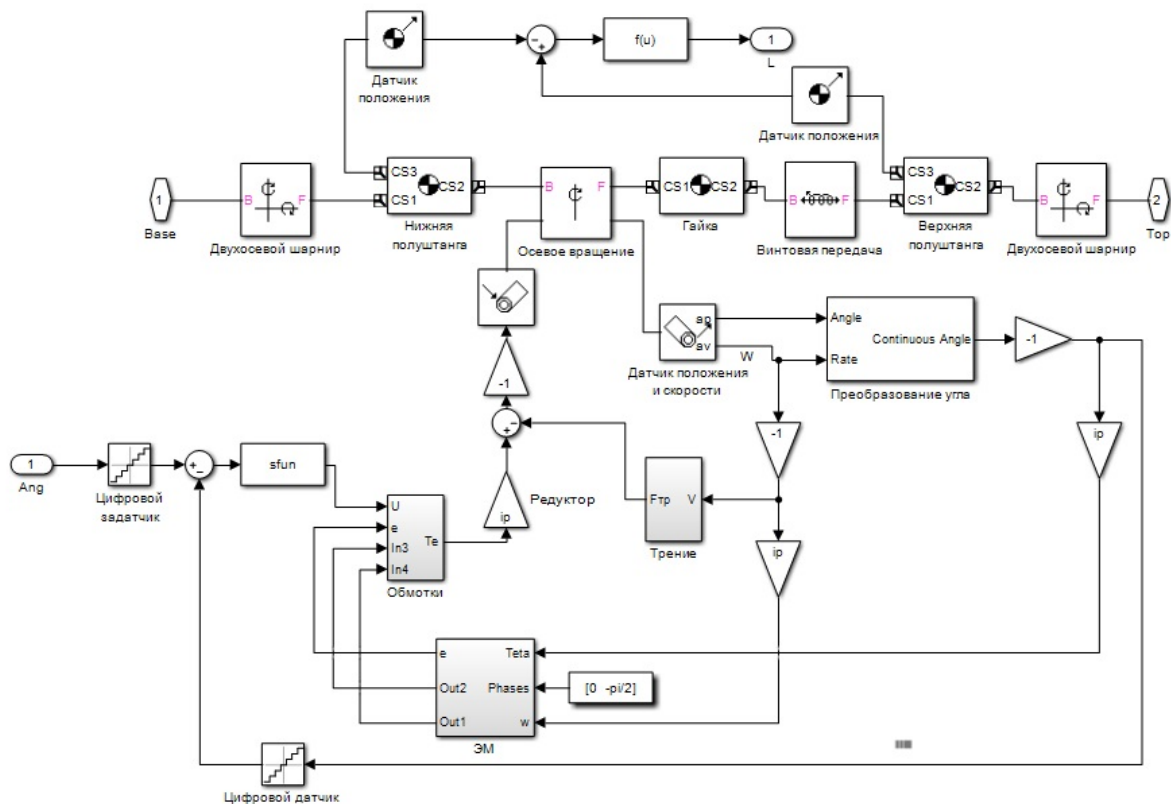 Датчик
положения
f(u)
1
L
Датчик положения
1
Base
B
F
Двухосевой шарнир
CS3
CS1
CS2
Нижняя
полуштанга
B
F
Осевое вращение
CS1
CS2
Гайка
B
F
Винтовая передача
CS3
CS1
CS2
Верхняя
полуштанга
B
F
Двухосевой шарнир
2
Top
ap
av
W
Датчик положения
и скорости
Angle
Rate
Continuous Angle
Преобразование угла
-1
-1
-1
ip
1
Ang
Цифровой
задатчик
sfun
U
e
In3
In4
Te
Обмотки
ip
Редуктор
Fтр
V
Трение
ip
e
Out2
Out1
Teta
Phases
w
ЭМ
[0 -pi/2]
Цифровой датчик